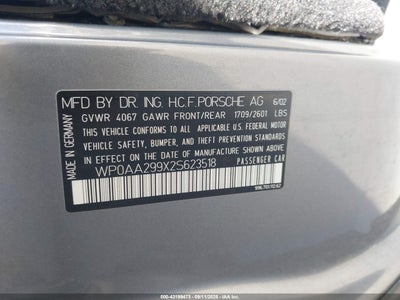 MFD BY DR. ING. H.C.F. PORSCHE AG 6/02
GVWR 4067 GAWR FRONT/REAR 1709/2601 LBS
THIS VEHICLE CONFORMS TO ALL APPLICABLE
FEDERAL MOTOR VEHICLE SAFETY,
BUMPER, AND THEFT PREVENTION
STANDARDS IN EFFECT ON THE DATE
OF MANUFACTURE SHOWN ABOVE
MADE IN GERMANY
WP0AA299X2S623518
PASSENGER CAR